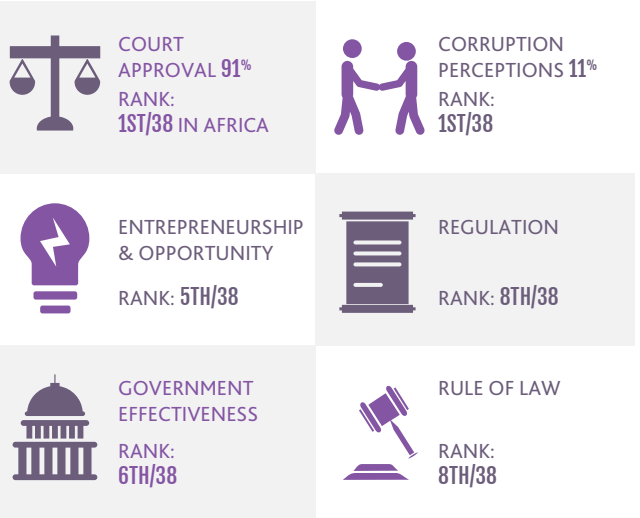 COURT
APPROVAL 91%
RANK:
1ST/38 IN AFRICA
CORRUPTION
PERCEPTIONS 11%
RANK:
1ST/38
ENTREPRENEURSHIP
& OPPORTUNITY
RANK: 5TH/38
REGULATION
RANK: 8TH/38
GOVERNMENT
EFFECTIVENESS
RANK:
6TH/38
RULE OF LAW
RANK:
8TH/38